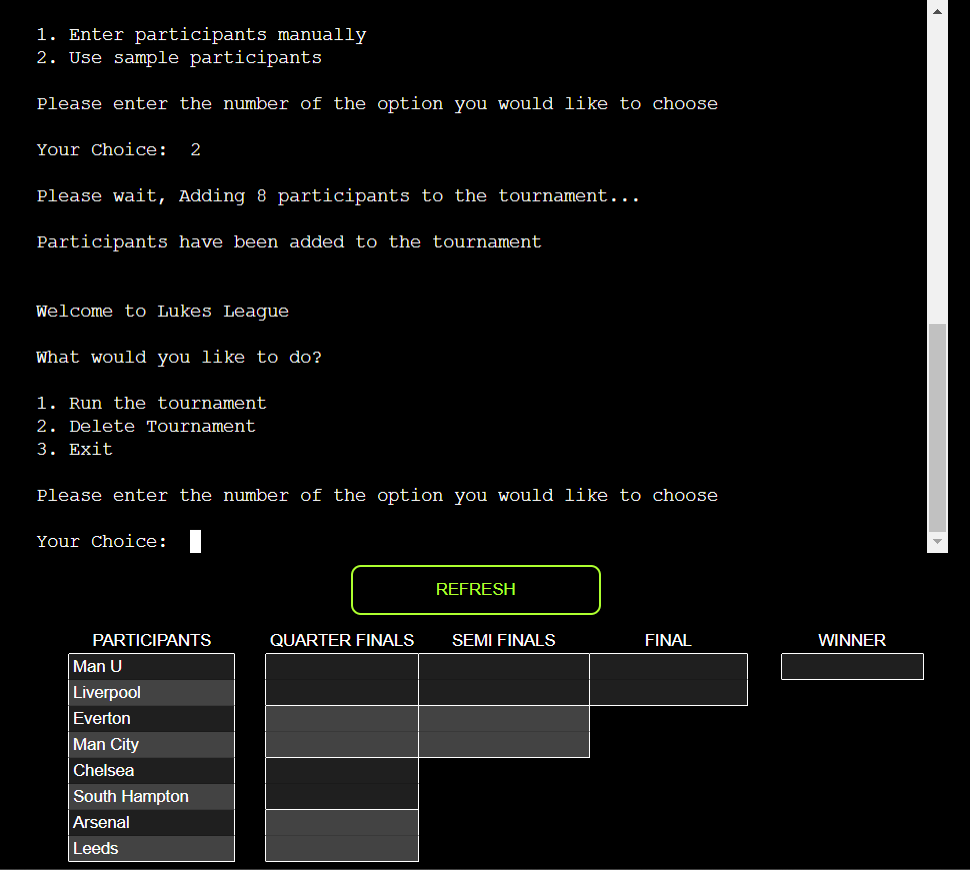 1. Enter participants manually
2. Use sample participants
Please enter the number of the option you would like to choose
Your Choice:  2
Please wait, Adding 8 participants to the tournament...
Participants have been added to the tournament
Welcome to Lukes League
What would you like to do?
1. Run the tournament
2. Delete Tournament
3. Exit
Please enter the number of the option you would like to choose
Your Choice:
REFRESH
PARTICIPANTS QUARTER FINALS SEMI FINALS FINAL WINNER
Man U
Liverpool
Everton
Man City
Chelsea
South Hampton
Arsenal
Leeds